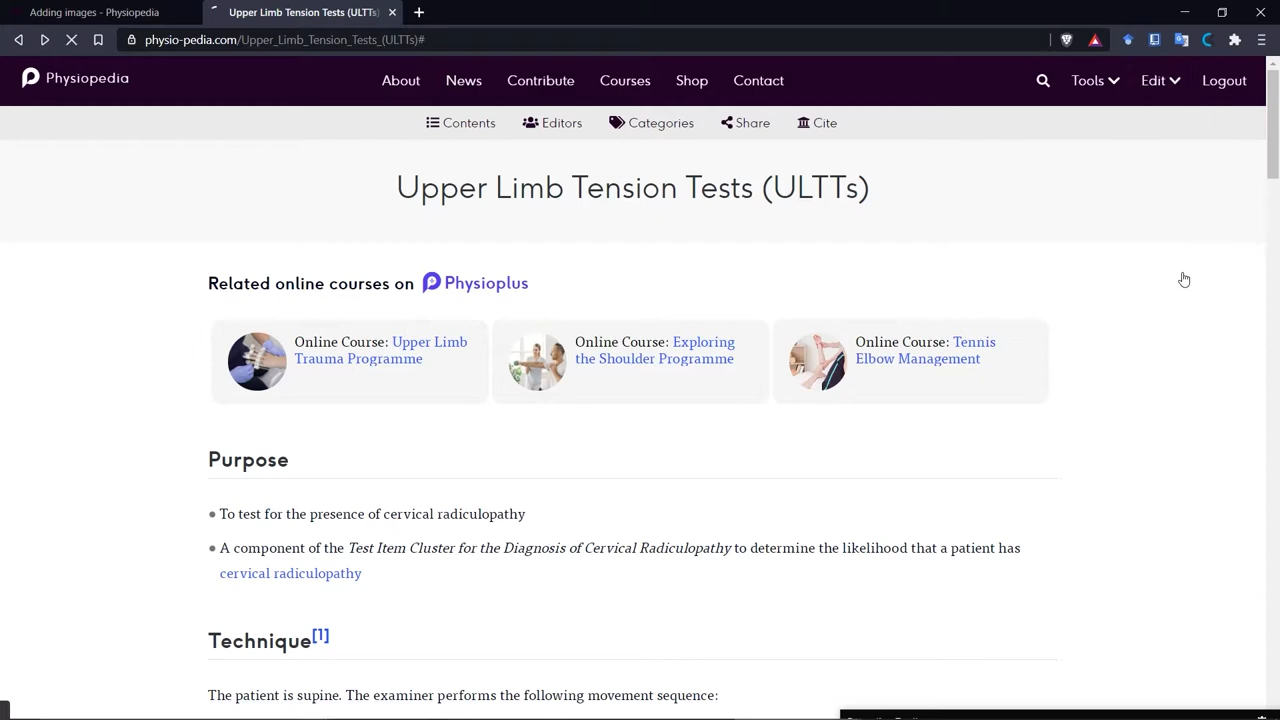 Adding images - Physiopedia
Upper Limb Tension Tests (ULTTs)
physio-pedia.com/Upper_Limb_Tension_Tests_(ULTTs)#
Physiopedia
About News Contribute Courses Shop Contact
Tools Edit Logout
Contents Editors Categories Share Cite
Upper Limb Tension Tests (ULTTs)
Related online courses on Physioplus
Online Course: Upper Limb
Trauma Programme
Online Course: Exploring
the Shoulder Programme
Online Course: Tennis
Elbow Management
Purpose
To test for the presence of cervical radiculopathy
A component of the Test Item Cluster for the Diagnosis of Cervical Radiculopathy to determine the likelihood that a patient has
cervical radiculopathy
Technique[1]
The patient is supine. The examiner performs the following movement sequence: